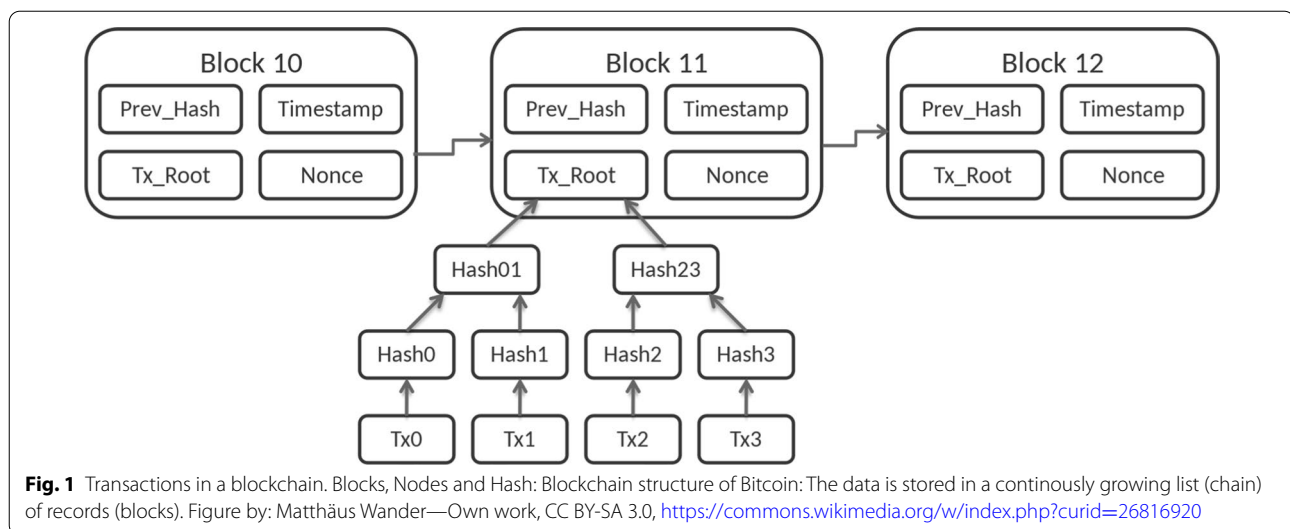 Block 10
Block 11
Block 12
Prev_Hash Timestamp
Prev_Hash Timestamp
Prev_Hash Timestamp
Tx_Root Nonce
Tx_Root Nonce
Tx_Root Nonce
Hash01 Hash23
Hash0 Hash1 Hash2 Hash3
Tx0 Tx1 Tx2 Tx3
Fig. 1 Transactions in a blockchain. Blocks, Nodes and Hash: Blockchain structure of Bitcoin: The data is stored in a continously growing list (chain)
of records (blocks). Figure by: Matthäus Wander—Own work, CC BY-SA 3.0, https://commons.wikimedia.org/w/index.php?curid=26816920